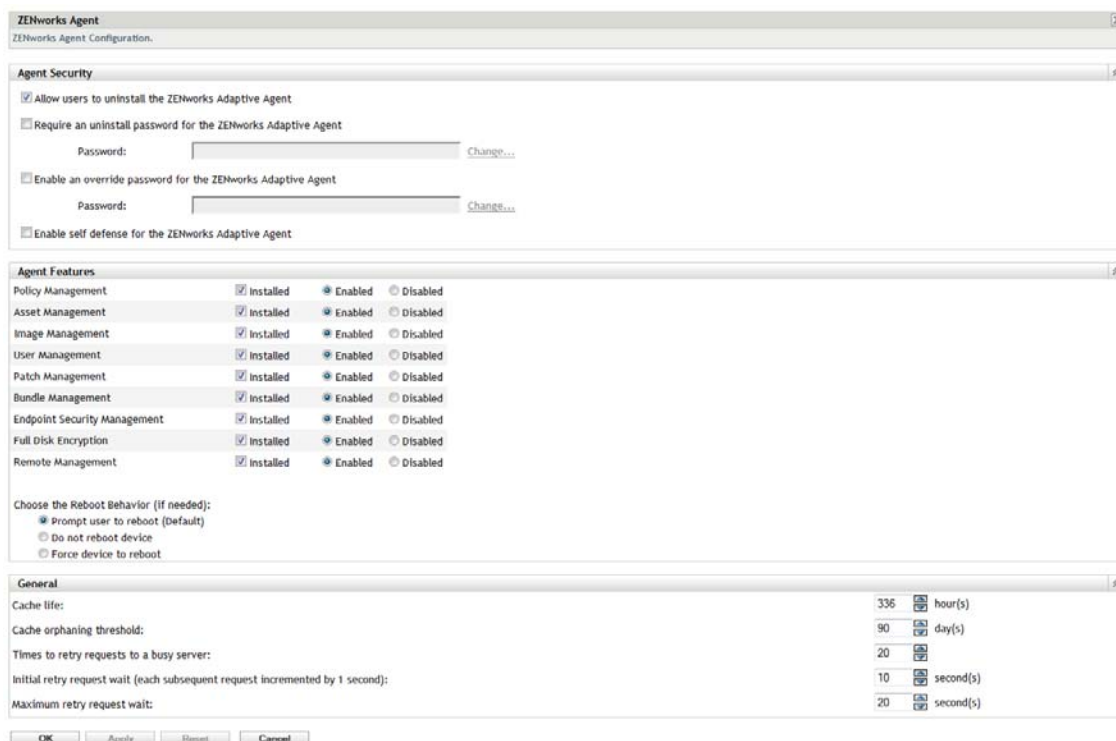 ZENworks Agent
ZENworks Agent Configuration.
Agent Security
Allow users to uninstall the ZENworks Adaptive Agent
Require an uninstall password for the ZENworks Adaptive Agent
Password: Change...
Enable an override password for the ZENworks Adaptive Agent
Password: Change...
Enable self defense for the ZENworks Adaptive Agent
Agent Features
Policy Management Installed Enabled Disabled
Asset Management Installed Enabled Disabled
Image Management Installed Enabled Disabled
User Management Installed Enabled Disabled
Patch Management Installed Enabled Disabled
Bundle Management Installed Enabled Disabled
Endpoint Security Management Installed Enabled Disabled
Full Disk Encryption Installed Enabled Disabled
Remote Management Installed Enabled Disabled
Choose the Reboot Behavior (if needed):
Prompt user to reboot (Default)
Do not reboot device
Force device to reboot
General
Cache life: 336 hour(s)
Cache orphaning threshold: 90 day(s)
Times to retry requests to a busy server: 20
Initial retry request wait (each subsequent request incremented by 1 second): 10 second(s)
Maximum retry request wait: 20 second(s)
OK Apply Reset Cancel